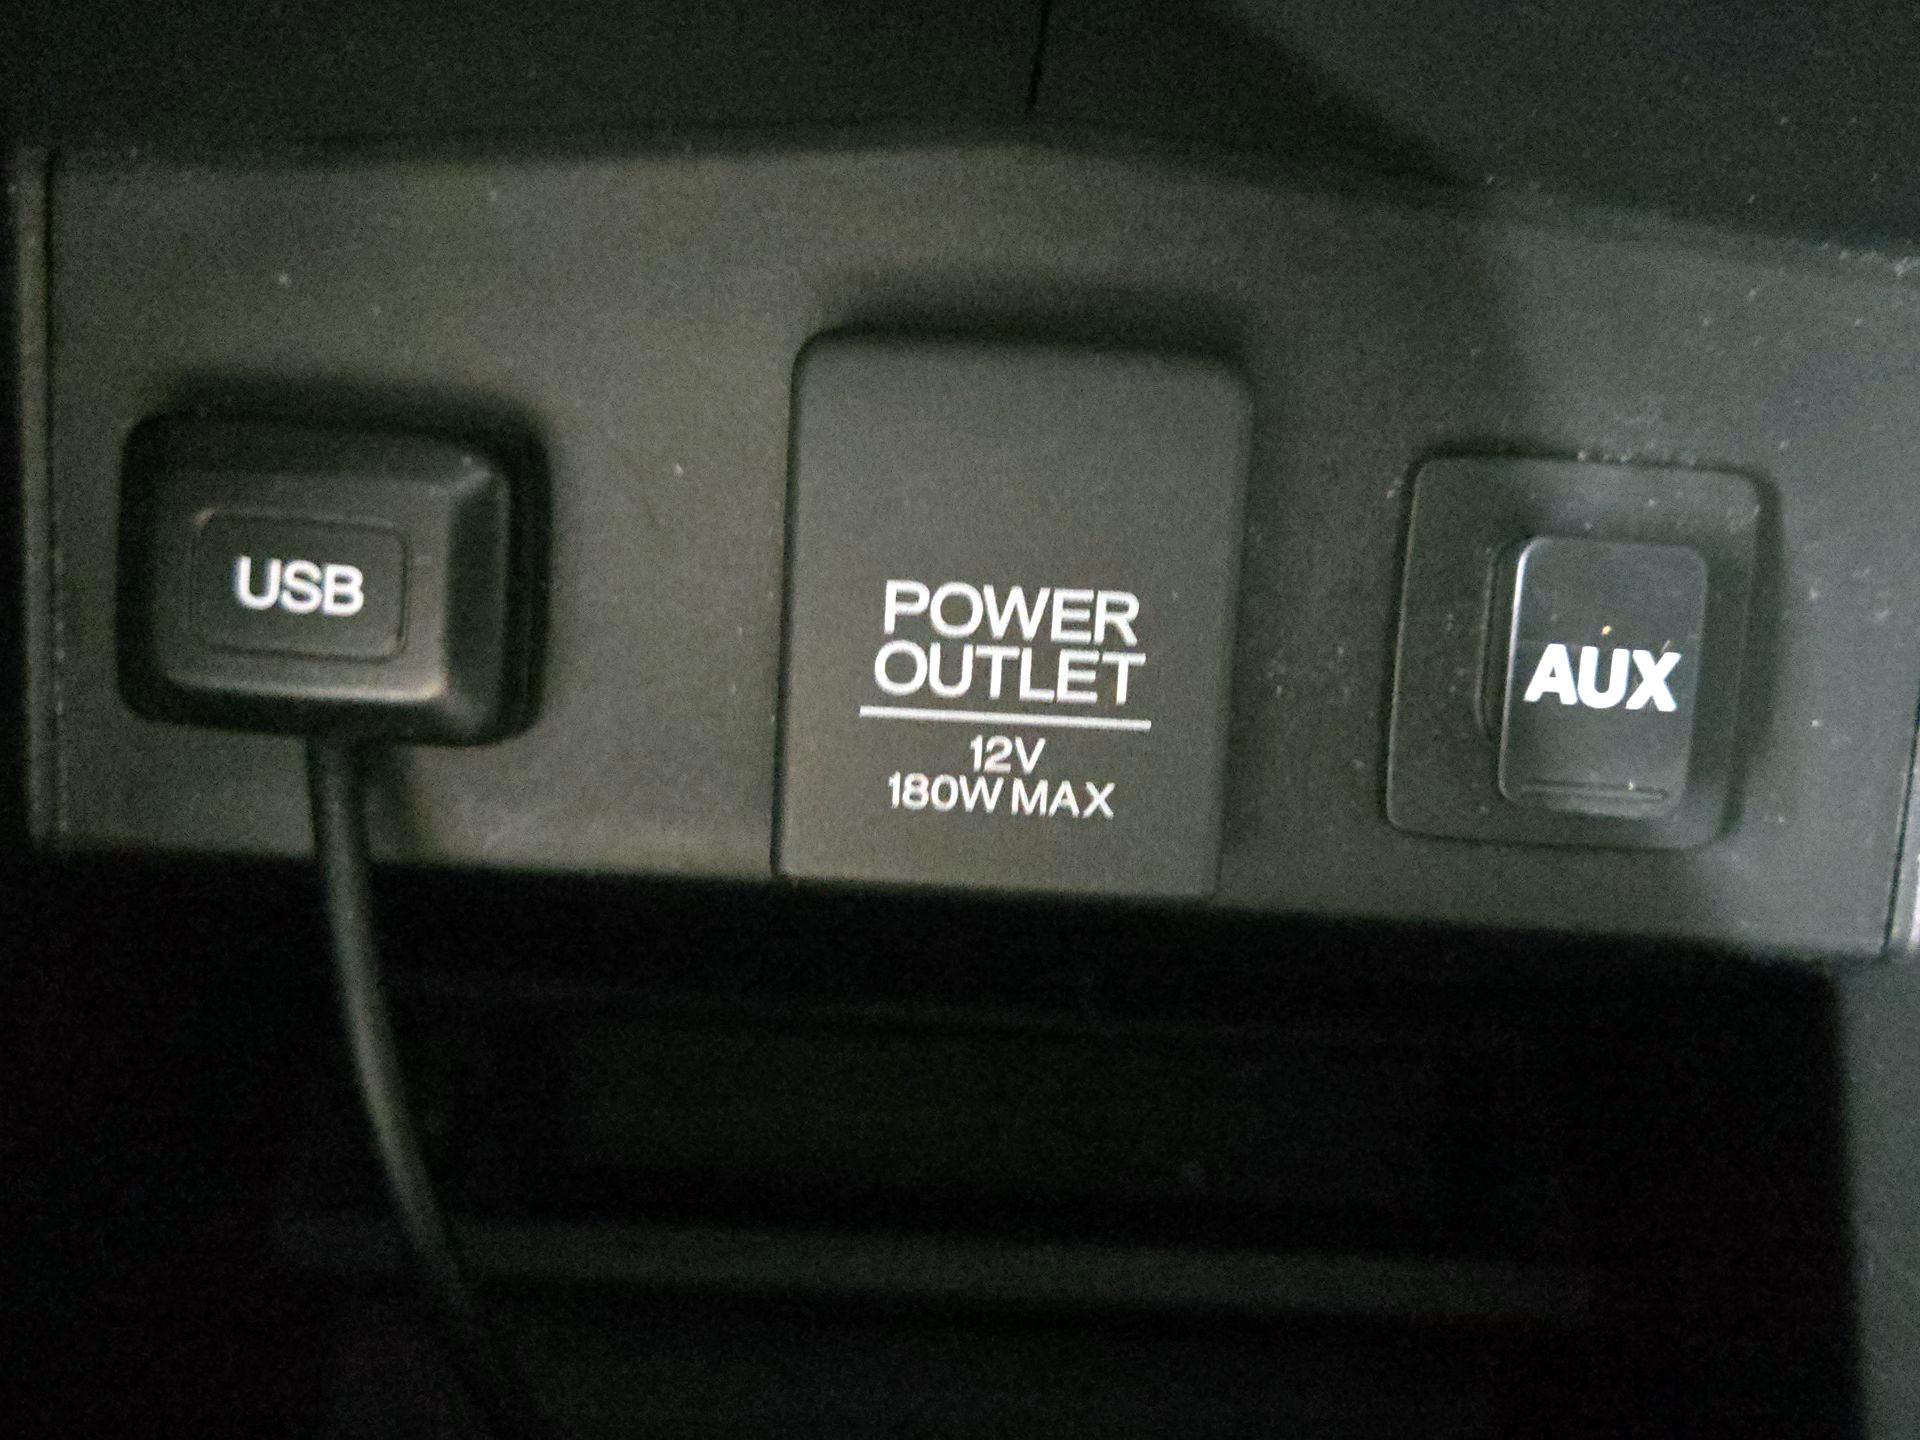 USB
POWER
OUTLET
12V
180W MAX
AUX